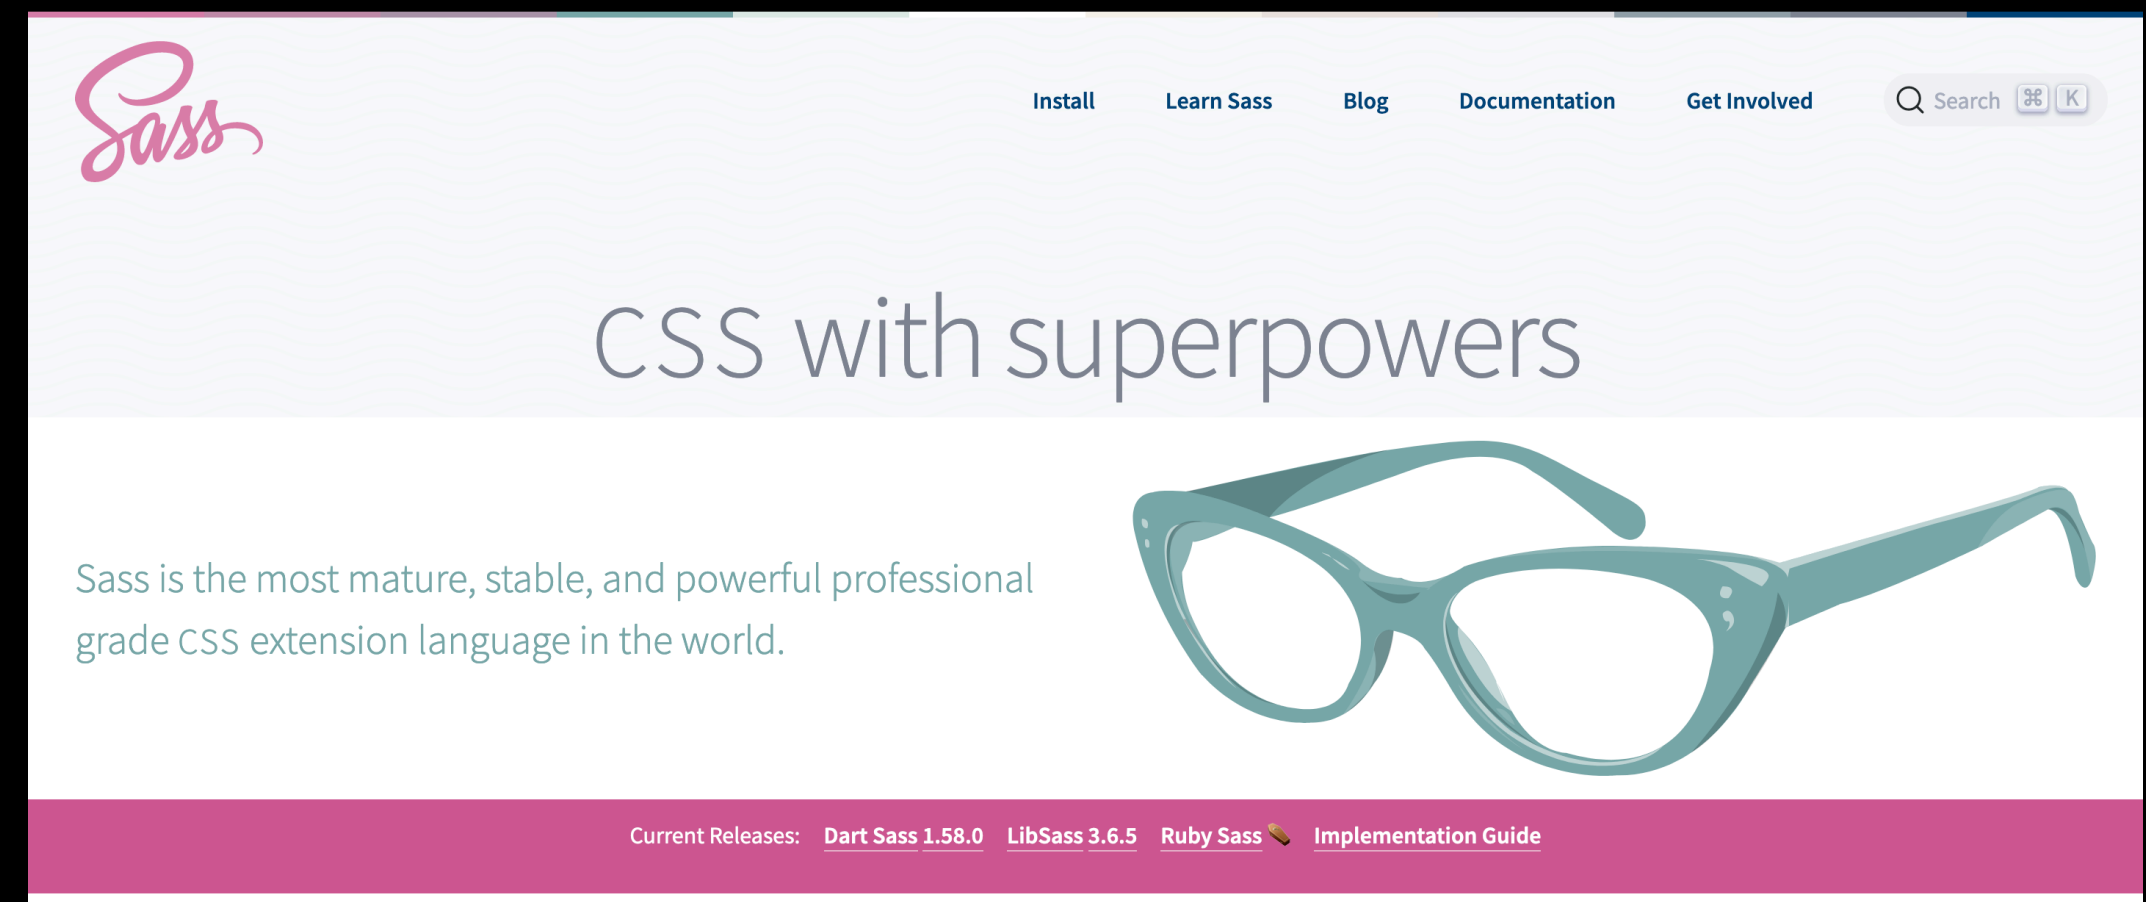 Sass
Install Learn Sass Blog Documentation Get Involved Search ⌘ K
CSS with superpowers
Sass is the most mature, stable, and powerful professional
grade CSS extension language in the world.
Current Releases: Dart Sass 1.58.0 LibSass 3.6.5 Ruby Sass ⚰️ Implementation Guide